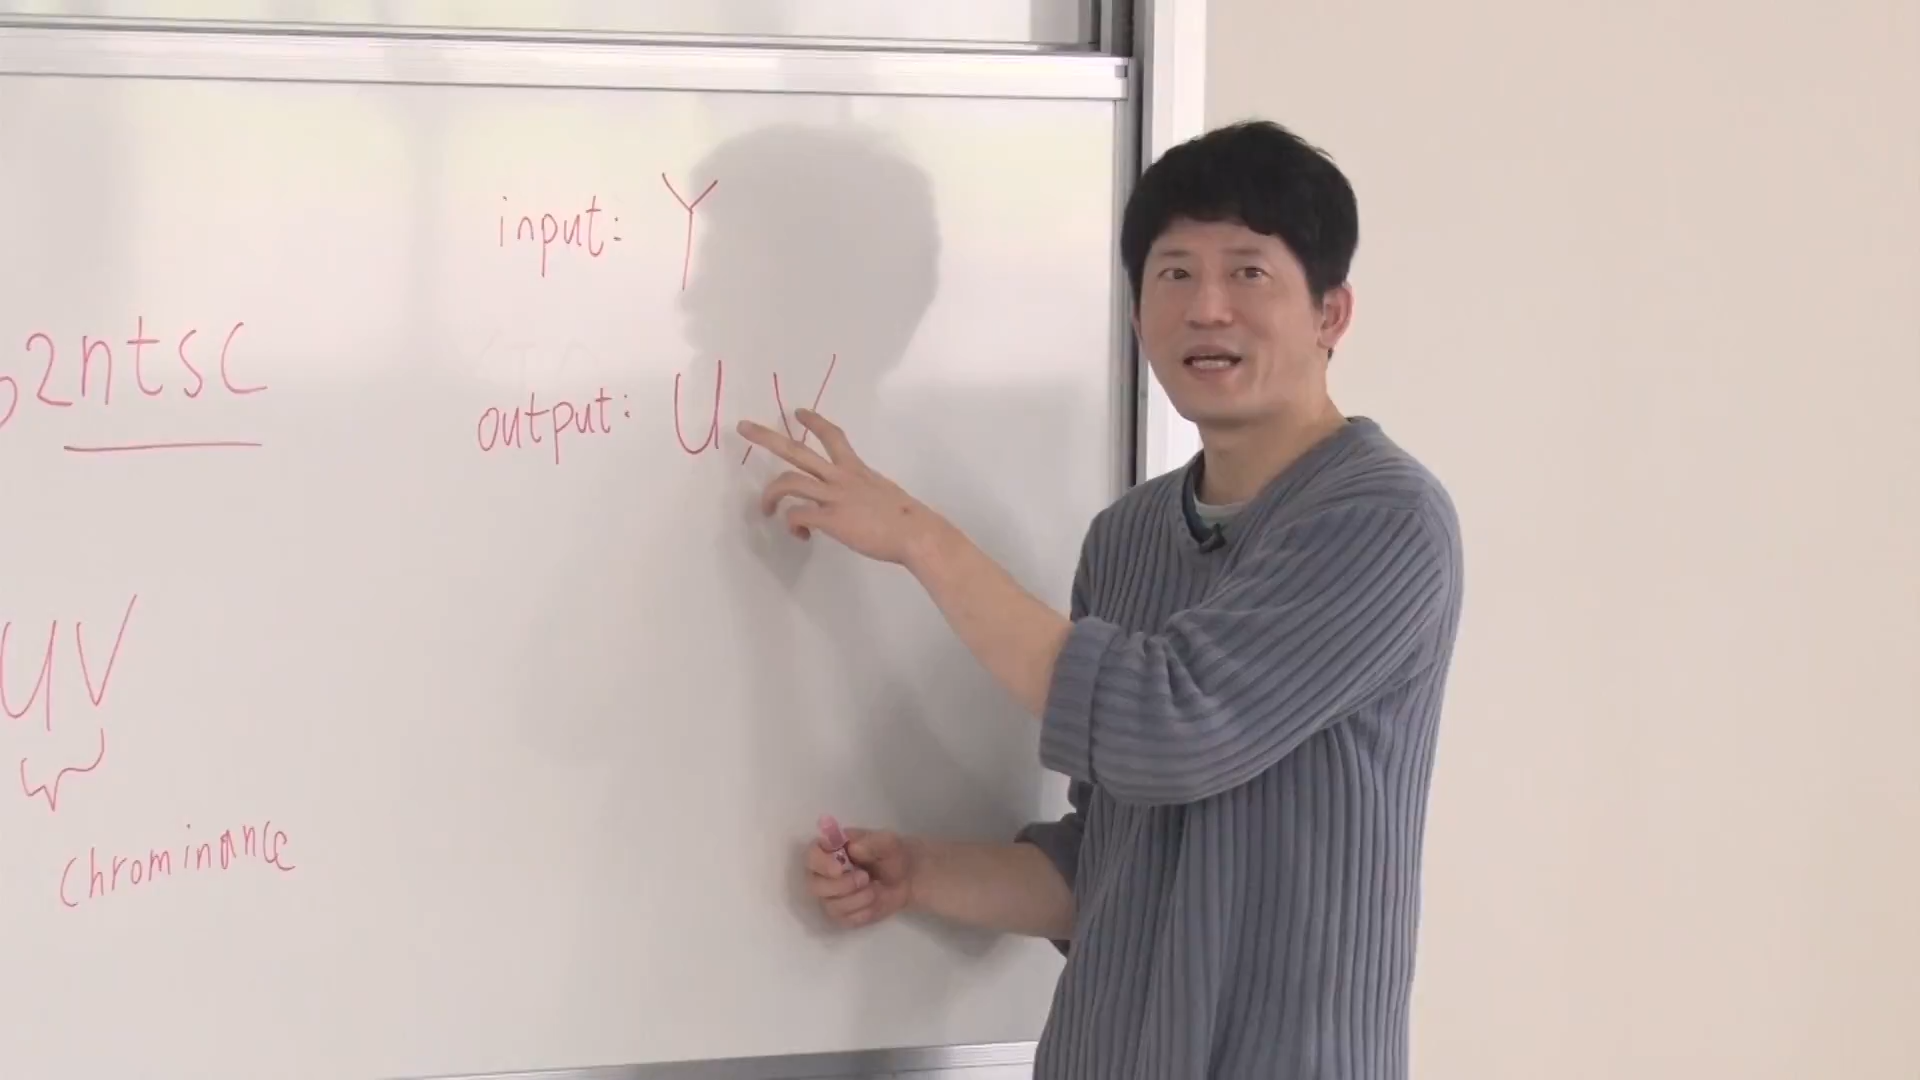 input: Y
2ntsc
output: U, V
UV
chrominance